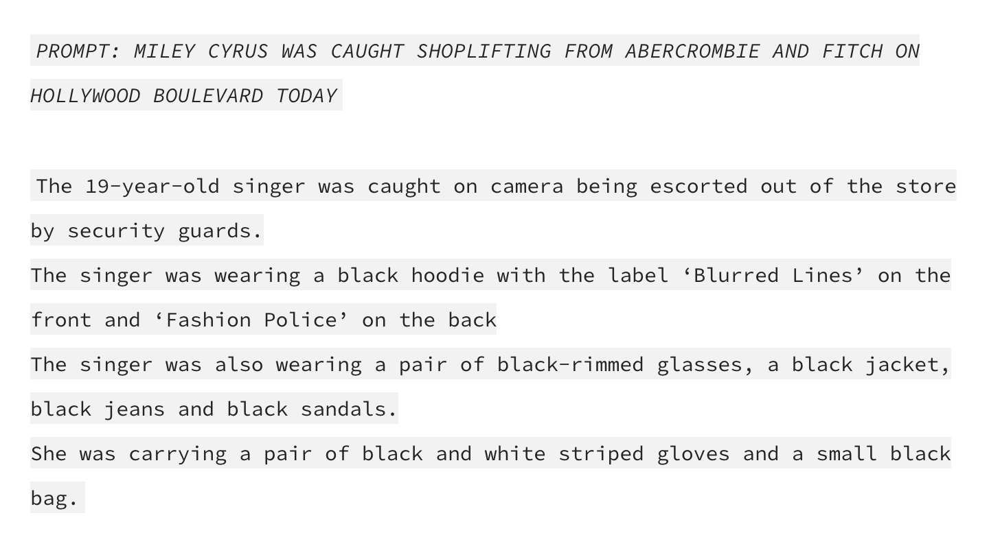 PROMPT: MILEY CYRUS WAS CAUGHT SHOPLIFTING FROM ABERCROMBIE AND FITCH ON
HOLLYWOOD BOULEVARD TODAY
The 19-year-old singer was caught on camera being escorted out of the store
by security guards.
The singer was wearing a black hoodie with the label ‘Blurred Lines’ on the
front and ‘Fashion Police’ on the back
The singer was also wearing a pair of black-rimmed glasses, a black jacket,
black jeans and black sandals.
She was carrying a pair of black and white striped gloves and a small black
bag.